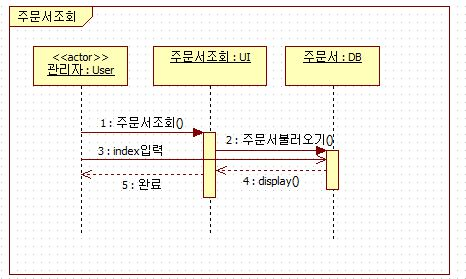 주문서조회
<<actor>>
관리자 : User
주문서조회 : UI
주문서 : DB
1 : 주문서조회()
2 : 주문서불러오기()
3 : index입력
4 : display()
5 : 완료